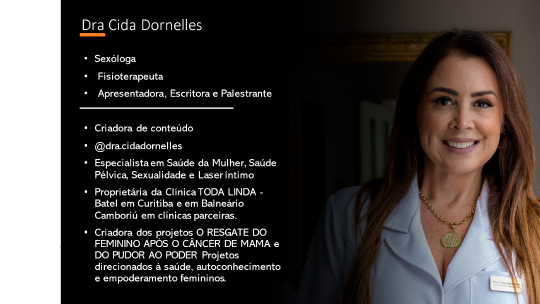 Dra Cida Dornelles
• Sexóloga
• Fisioterapeuta
• Apresentadora, Escritora e Palestrante
• Criadora de conteúdo
• @dra.cidadornelles
• Especialista em Saúde da Mulher, Saúde
Pélvica, Sexualidade e Laser íntimo
• Proprietária da Clínica TODA LINDA -
Batel em Curitiba e em Balneário
Camboriú em clínicas parceiras.
• Criadora dos projetos O RESGATE DO
FEMININO APÓS O CÂNCER DE MAMA e
DO PUDOR AO PODER Projetos
direcionados à saúde, autoconhecimento
e empoderamento femininos.